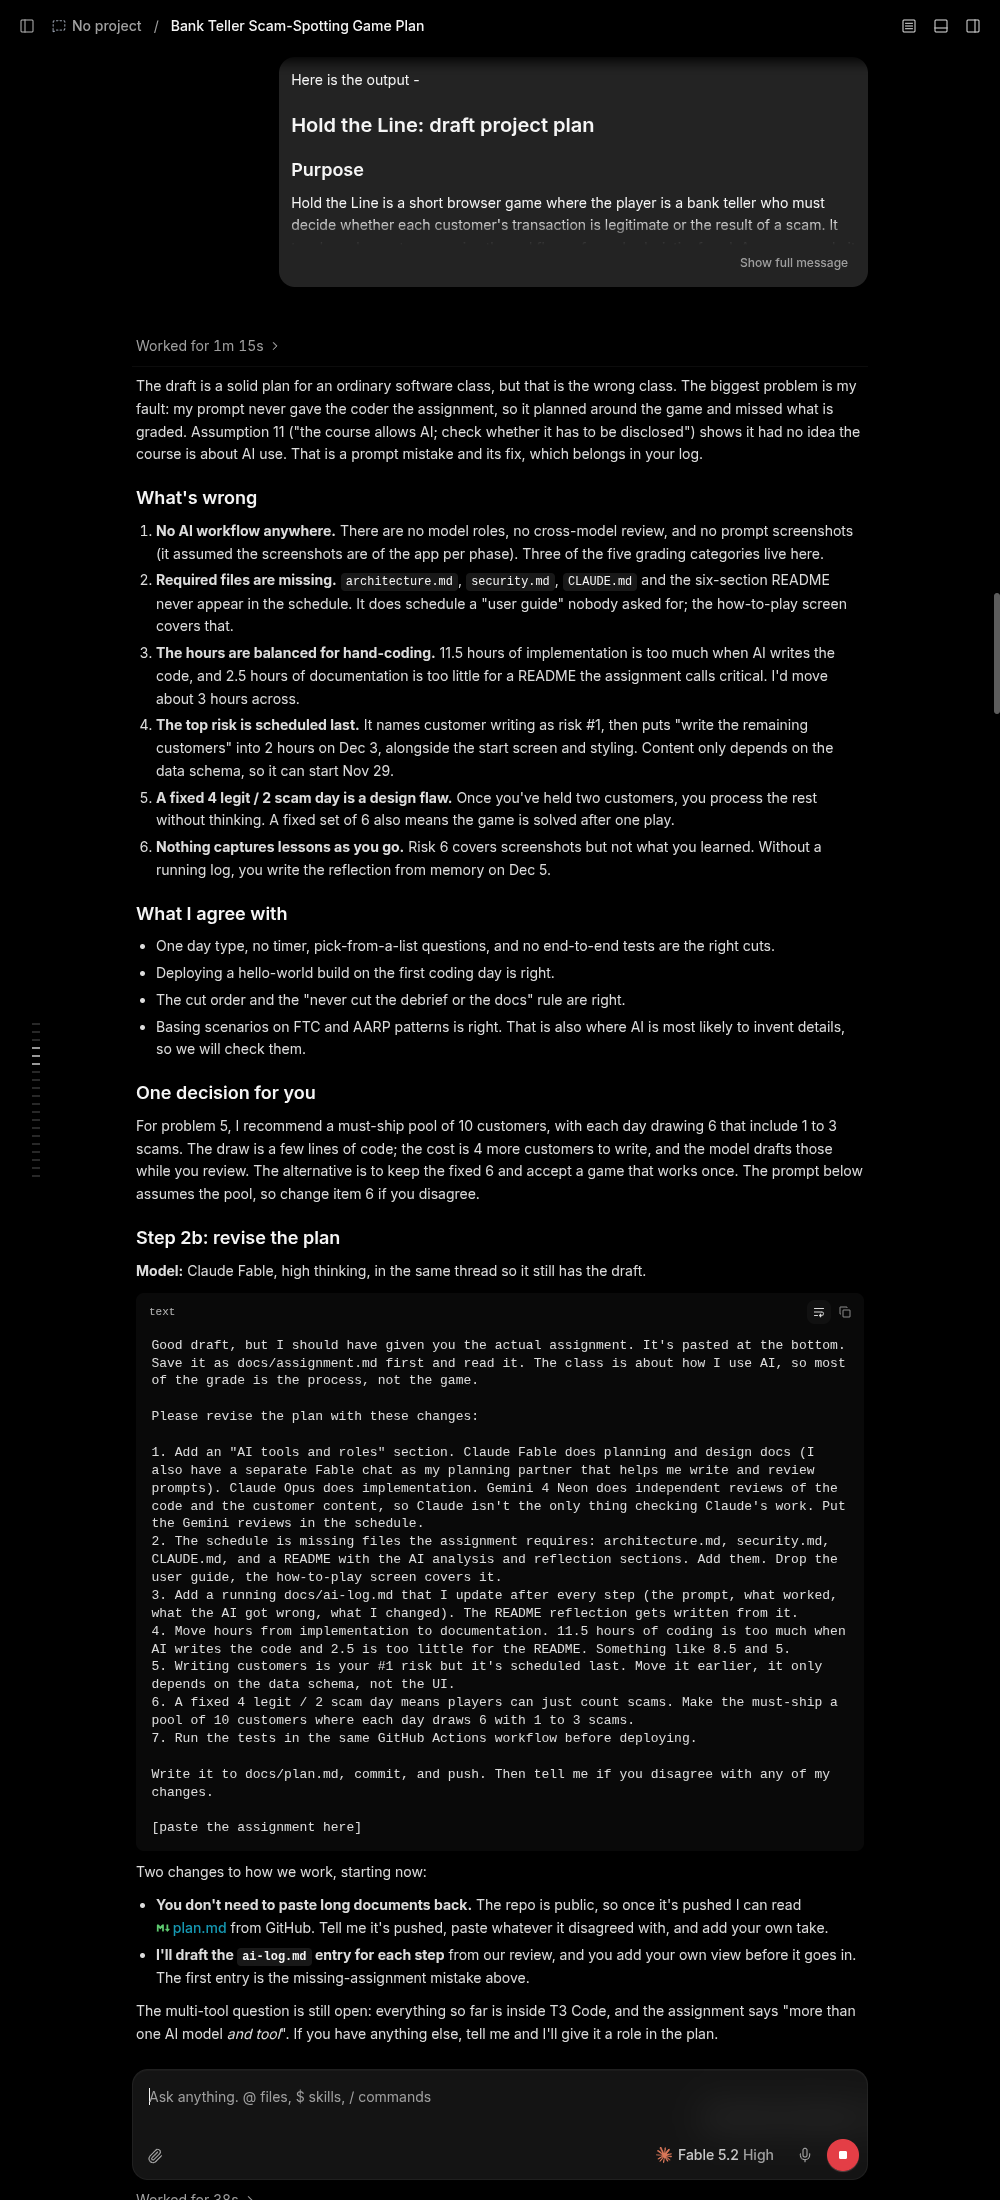 No project / Bank Teller Scam-Spotting Game Plan
Here is the output -
Hold the Line: draft project plan
Purpose
Hold the Line is a short browser game where the player is a bank teller who must
decide whether each customer's transaction is legitimate or the result of a scam. It
Show full message
Worked for 1m 15s
The draft is a solid plan for an ordinary software class, but that is the wrong class. The biggest problem is my
fault: my prompt never gave the coder the assignment, so it planned around the game and missed what is
graded. Assumption 11 ("the course allows AI; check whether it has to be disclosed") shows it had no idea the
course is about AI use. That is a prompt mistake and its fix, which belongs in your log.
What's wrong
1. No AI workflow anywhere. There are no model roles, no cross-model review, and no prompt screenshots
(it assumed the screenshots are of the app per phase). Three of the five grading categories live here.
2. Required files are missing. architecture.md, security.md, CLAUDE.md and the six-section README
never appear in the schedule. It does schedule a "user guide" nobody asked for; the how-to-play screen
covers that.
3. The hours are balanced for hand-coding. 11.5 hours of implementation is too much when AI writes the
code, and 2.5 hours of documentation is too little for a README the assignment calls critical. I'd move
about 3 hours across.
4. The top risk is scheduled last. It names customer writing as risk #1, then puts "write the remaining
customers" into 2 hours on Dec 3, alongside the start screen and styling. Content only depends on the
data schema, so it can start Nov 29.
5. A fixed 4 legit / 2 scam day is a design flaw. Once you've held two customers, you process the rest
without thinking. A fixed set of 6 also means the game is solved after one play.
6. Nothing captures lessons as you go. Risk 6 covers screenshots but not what you learned. Without a
running log, you write the reflection from memory on Dec 5.
What I agree with
• One day type, no timer, pick-from-a-list questions, and no end-to-end tests are the right cuts.
• Deploying a hello-world build on the first coding day is right.
• The cut order and the "never cut the debrief or the docs" rule are right.
• Basing scenarios on FTC and AARP patterns is right. That is also where AI is most likely to invent details,
so we will check them.
One decision for you
For problem 5, I recommend a must-ship pool of 10 customers, with each day drawing 6 that include 1 to 3
scams. The draw is a few lines of code; the cost is 4 more customers to write, and the model drafts those
while you review. The alternative is to keep the fixed 6 and accept a game that works once. The prompt below
assumes the pool, so change item 6 if you disagree.
Step 2b: revise the plan
Model: Claude Fable, high thinking, in the same thread so it still has the draft.
text
Good draft, but I should have given you the actual assignment. It's pasted at the bottom.
Save it as docs/assignment.md first and read it. The class is about how I use AI, so most
of the grade is the process, not the game.
Please revise the plan with these changes:
1. Add an "AI tools and roles" section. Claude Fable does planning and design docs (I
also have a separate Fable chat as my planning partner that helps me write and review
prompts). Claude Opus does implementation. Gemini 4 Neon does independent reviews of the
code and the customer content, so Claude isn't the only thing checking Claude's work. Put
the Gemini reviews in the schedule.
2. The schedule is missing files the assignment requires: architecture.md, security.md,
CLAUDE.md, and a README with the AI analysis and reflection sections. Add them. Drop the
user guide, the how-to-play screen covers it.
3. Add a running docs/ai-log.md that I update after every step (the prompt, what worked,
what the AI got wrong, what I changed). The README reflection gets written from it.
4. Move hours from implementation to documentation. 11.5 hours of coding is too much when
AI writes the code and 2.5 is too little for the README. Something like 8.5 and 5.
5. Writing customers is your #1 risk but it's scheduled last. Move it earlier, it only
depends on the data schema, not the UI.
6. A fixed 4 legit / 2 scam day means players can just count scams. Make the must-ship a
pool of 10 customers where each day draws 6 with 1 to 3 scams.
7. Run the tests in the same GitHub Actions workflow before deploying.
Write it to docs/plan.md, commit, and push. Then tell me if you disagree with any of my
changes.
[paste the assignment here]
Two changes to how we work, starting now:
• You don't need to paste long documents back. The repo is public, so once it's pushed I can read
plan.md from GitHub. Tell me it's pushed, paste whatever it disagreed with, and add your own take.
• I'll draft the ai-log.md entry for each step from our review, and you add your own view before it goes in.
The first entry is the missing-assignment mistake above.
The multi-tool question is still open: everything so far is inside T3 Code, and the assignment says "more than
one AI model and tool". If you have anything else, tell me and I'll give it a role in the plan.
Ask anything. @ files, $ skills, / commands
Fable 5.2 High
Worked for 38s